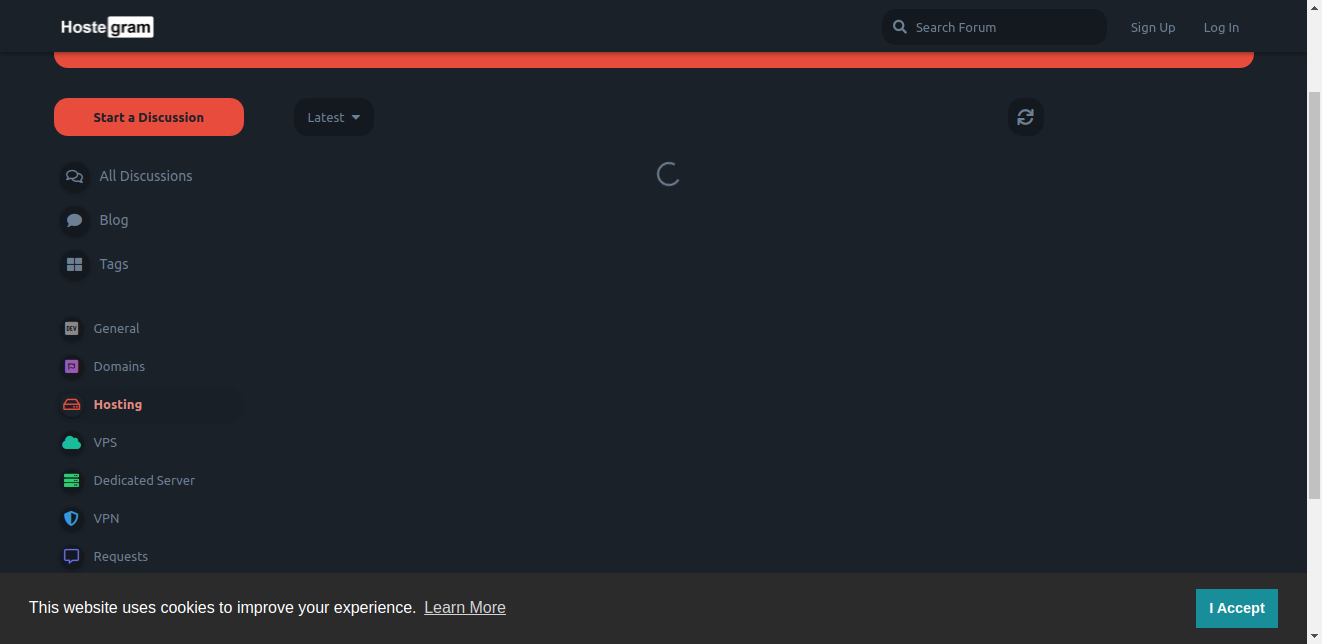 Hostegram
Search Forum
Sign Up
Log In
Start a Discussion
Latest
All Discussions
Blog
Tags
DEV
General
Domains
Hosting
VPS
Dedicated Server
VPN
Requests
This website uses cookies to improve your experience. Learn More
I Accept